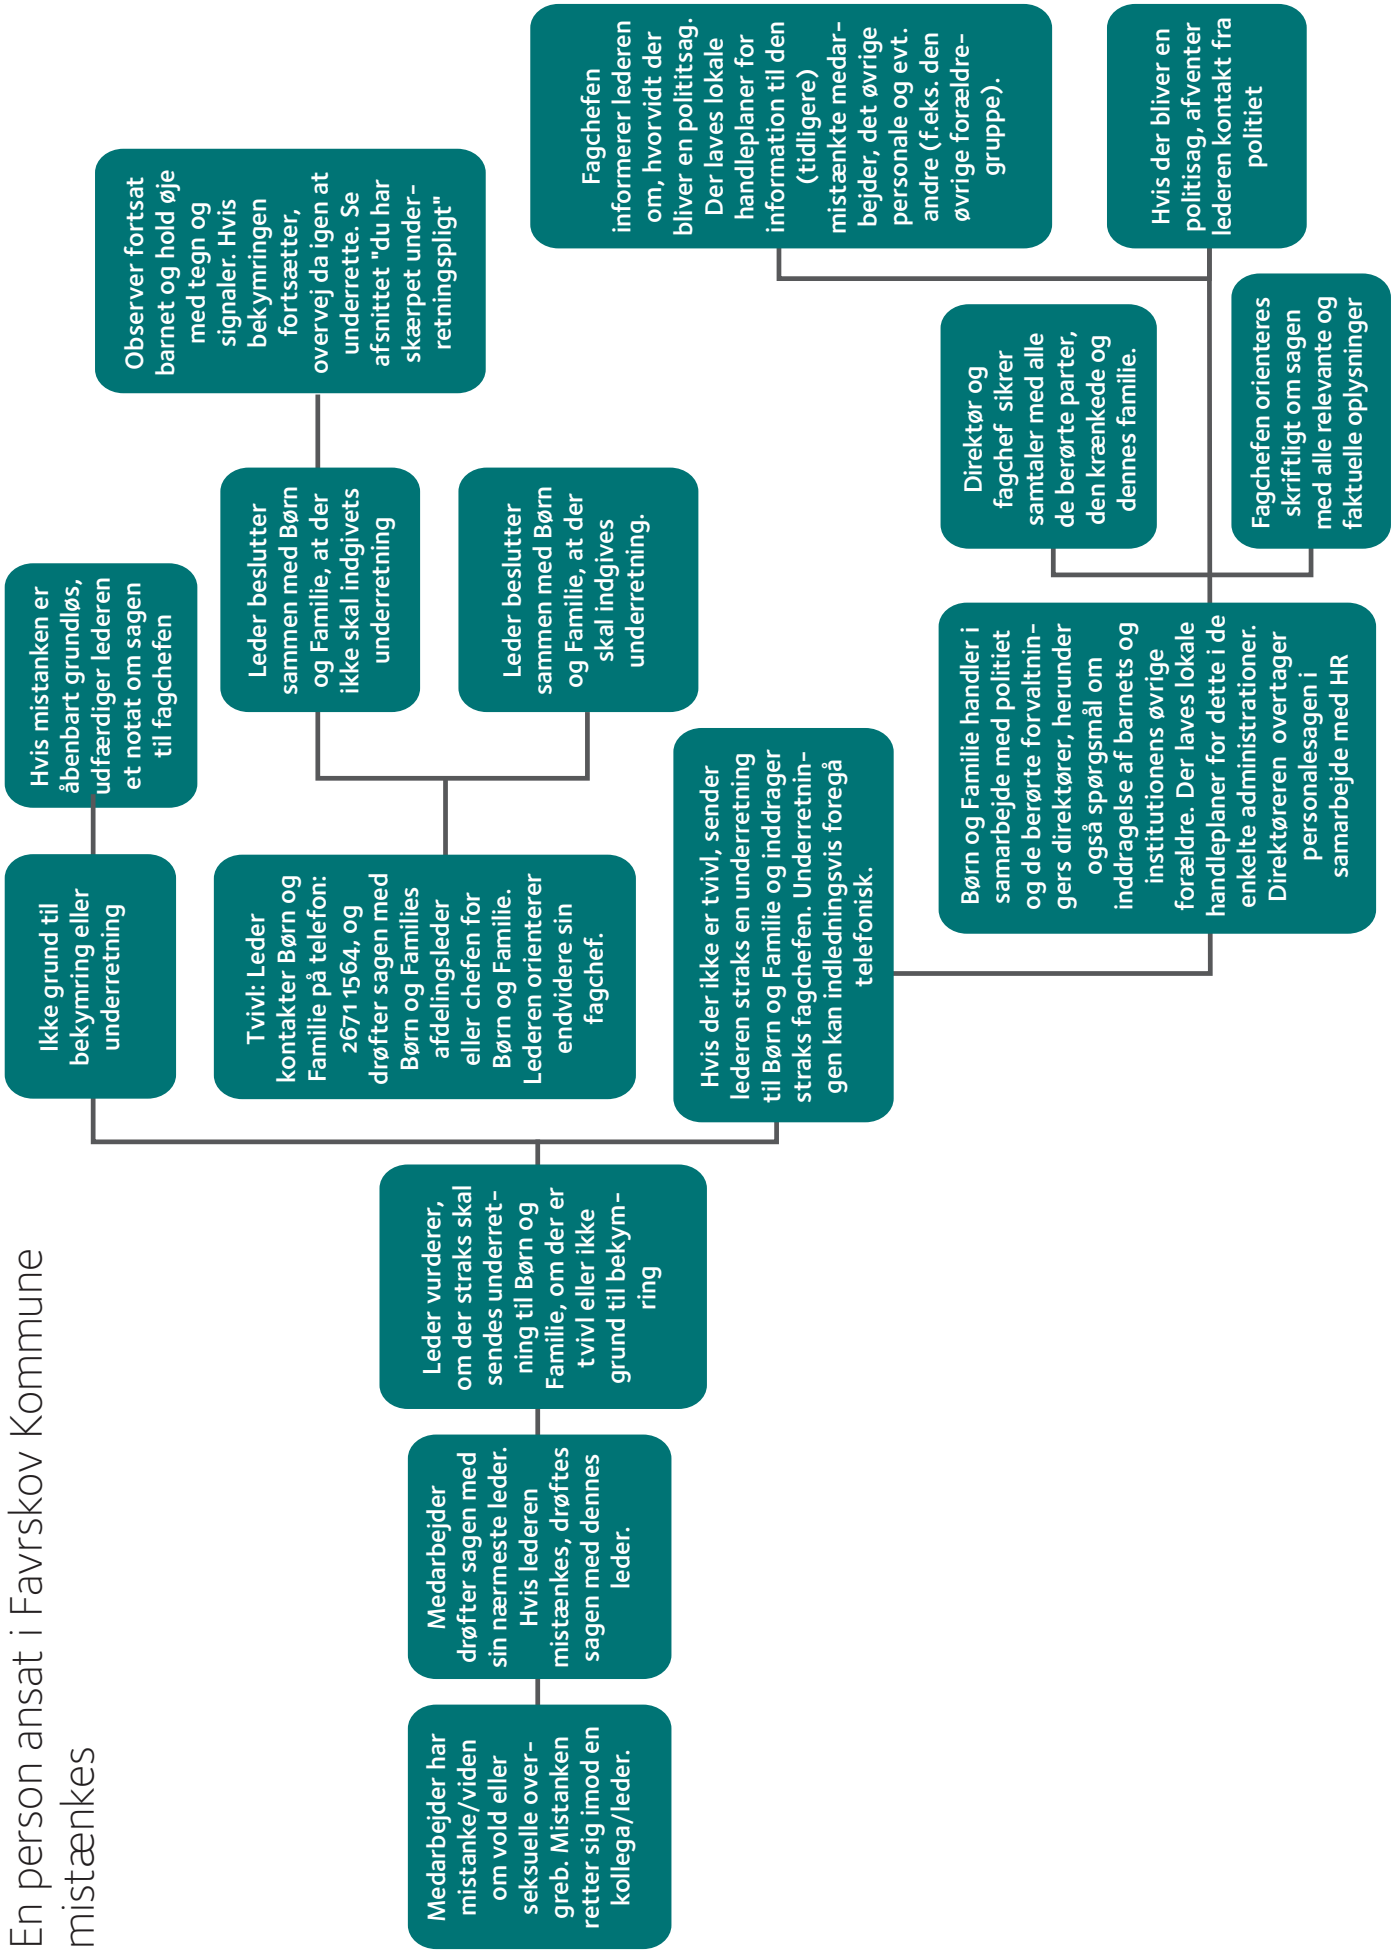 En person ansat i Favrskov Kommune
mistænkes
Medarbejder har
mistanke/viden
om vold eller
seksuelle over-
greb. Mistanken
retter sig imod en
kollega/leder.
Medarbejder
drøfter sagen med
sin nærmeste leder.
Hvis lederen
mistænkes, drøftes
sagen med dennes
leder.
Leder vurderer,
om der straks skal
sendes underret-
ning til Børn og
Familie, om der er
tvivl eller ikke
grund til bekym-
ring
Ikke grund til
bekymring eller
underretning
Hvis mistanken er
åbenbart grundløs,
udfærdiger lederen
et notat om sagen
til fagchefen
Tvivl: Leder
kontakter Børn og
Familie på telefon:
2671 1564, og
drøfter sagen med
Børn og Families
afdelingsleder
eller chefen for
Børn og Familie.
Lederen orienterer
endvidere sin
fagchef.
Leder beslutter
sammen med Børn
og Familie, at der
ikke skal indgivets
underretning
Observer fortsat
barnet og hold øje
med tegn og
signaler. Hvis
bekymringen
fortsætter,
overvej da igen at
underrette. Se
afsnittet "du har
skærpet under-
retningspligt"
Leder beslutter
sammen med Børn
og Familie, at der
skal indgives
underretning.
Hvis der ikke er tvivl, sender
lederen straks en underretning
til Børn og Familie og inddrager
straks fagchefen. Underretnin-
gen kan indledningsvis foregå
telefonisk.
Børn og Familie handler i
samarbejde med politiet
og de berørte forvaltnin-
gers direktører, herunder
også spørgsmål om
inddragelse af barnets og
institutionens øvrige
forældre. Der laves lokale
handleplaner for dette i de
enkelte administrationer.
Direktøreren overtager
personalesagen i
samarbejde med HR
Direktør og
fagchef sikrer
samtaler med alle
de berørte parter,
den krænkede og
dennes familie.
Fagchefen orienteres
skriftligt om sagen
med alle relevante og
faktuelle oplysninger
Fagchefen
informerer lederen
om, hvorvidt der
bliver en polititsag.
Der laves lokale
handleplaner for
information til den
(tidligere)
mistænkte medar-
bejder, det øvrige
personale og evt.
andre (f.eks. den
øvrige forældre-
gruppe).
Hvis der bliver en
politisag, afventer
lederen kontakt fra
politiet